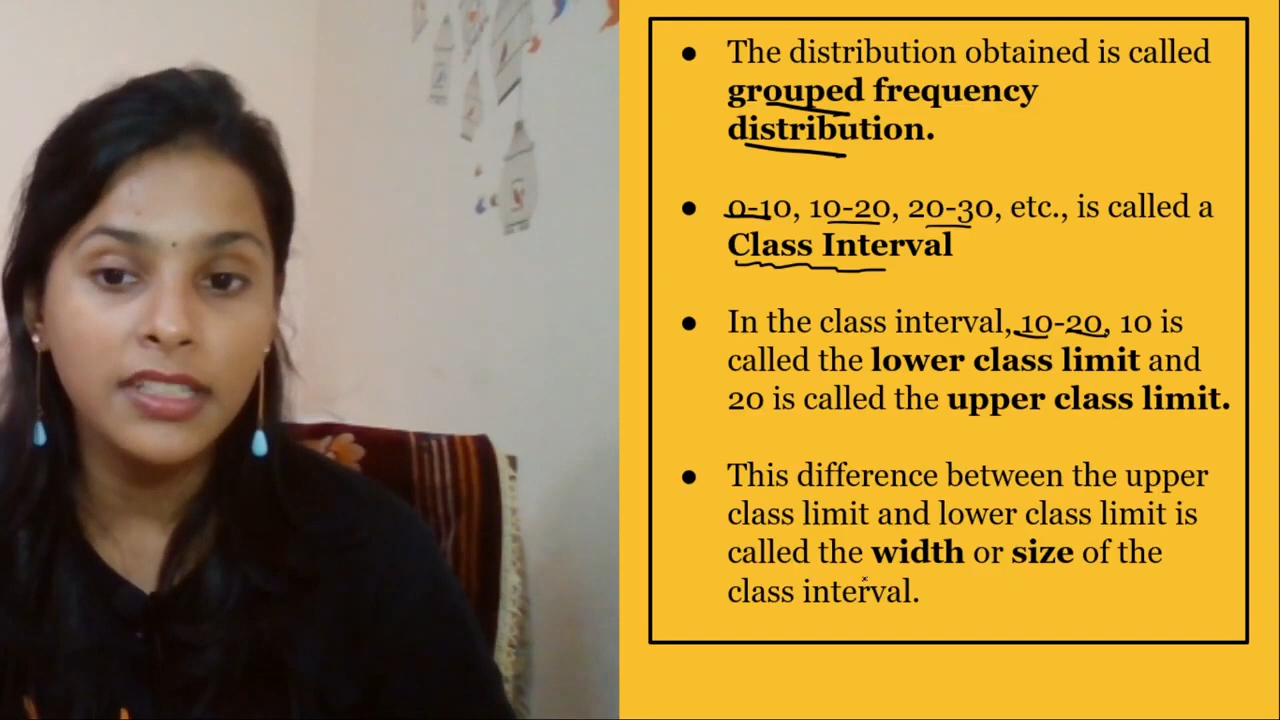 ● The distribution obtained is called
grouped frequency
distribution.
● 0-10, 10-20, 20-30, etc., is called a
Class Interval
● In the class interval, 10-20, 10 is
called the lower class limit and
20 is called the upper class limit.
● This difference between the upper
class limit and lower class limit is
called the width or size of the
class interval.